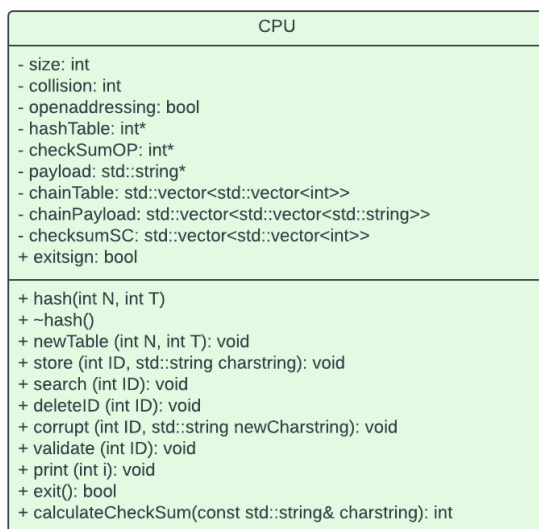 CPU
- size: int
- collision: int
- openaddressing: bool
- hashTable: int*
- checkSumOP: int*
- payload: std::string*
- chainTable: std::vector<std::vector<int>>
- chainPayload: std::vector<std::vector<std::string>>
- checksumSC: std::vector<std::vector<int>>
+ exitsign: bool
+ hash(int N, int T)
+ ~hash()
+ newTable (int N, int T): void
+ store (int ID, std::string charstring): void
+ search (int ID): void
+ deleteID (int ID): void
+ corrupt (int ID, std::string newCharstring): void
+ validate (int ID): void
+ print (int i): void
+ exit(): bool
+ calculateCheckSum(const std::string& charstring): int